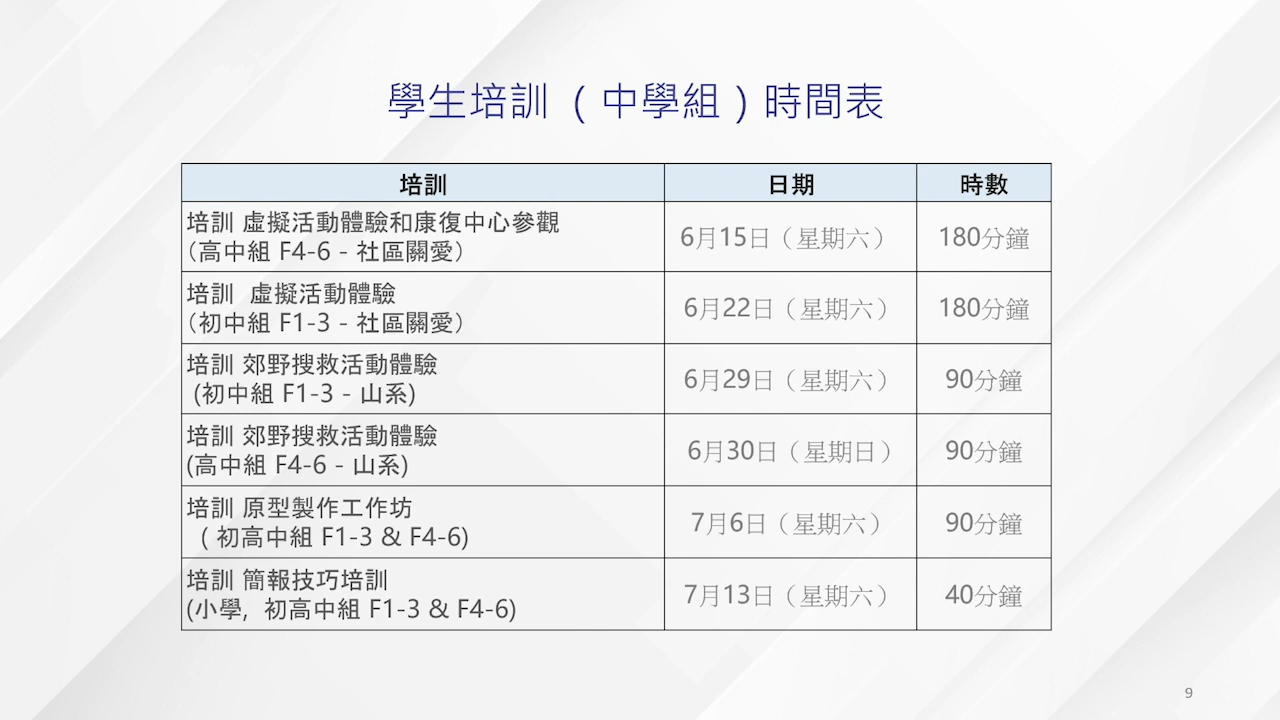 學生培訓（中學組）時間表
培訓 日期 時數
培訓 虛擬活動體驗和康復中心參觀
（高中組 F4-6 - 社區關愛）
6月15日（星期六） 180分鐘
培訓 虛擬活動體驗
（初中組 F1-3 - 社區關愛）
6月22日（星期六） 180分鐘
培訓 郊野搜救活動體驗
(初中組 F1-3 - 山系)
6月29日（星期六） 90分鐘
培訓 郊野搜救活動體驗
(高中組 F4-6 - 山系)
6月30日（星期日） 90分鐘
培訓 原型製作工作坊
( 初高中組 F1-3 & F4-6)
7月6日（星期六） 90分鐘
培訓 簡報技巧培訓
(小學, 初高中組 F1-3 & F4-6)
7月13日（星期六） 40分鐘
9